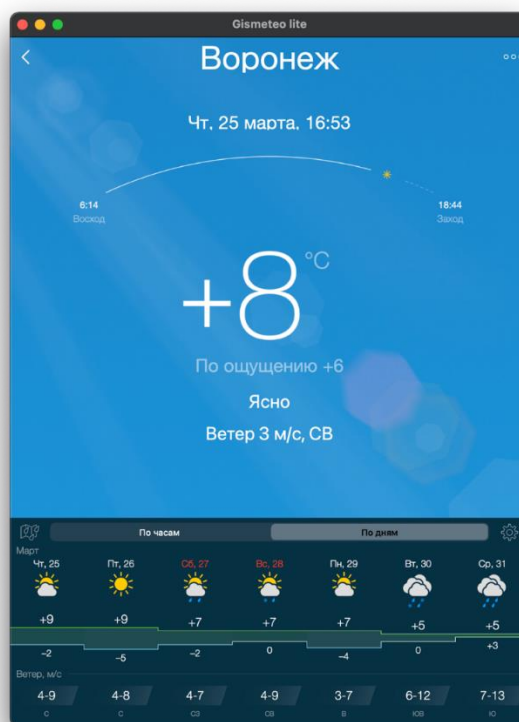 Gismeteo lite
Воронеж
Чт, 25 марта, 16:53
6:14
Восход
18:44
Заход
+8 °C
По ощущению +6
Ясно
Ветер 3 м/с, СВ
По часам
По дням
Март
Чт, 25 Пт, 26 Сб, 27 Вс, 28 Пн, 29 Вт, 30 Ср, 31
+9 +9 +7 +7 +7 +5 +5
−2 −5 −2 0 −4 0 +3
Ветер, м/с
4-9 4-8 4-7 4-9 3-7 6-12 7-13
С С СЗ СВ В ЮВ Ю